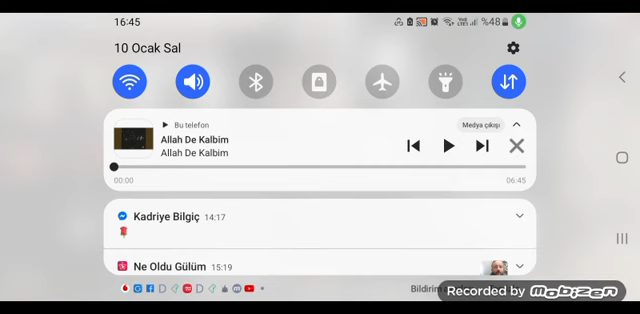 16:45
%48
10 Ocak Sal
Bu telefon
Medya çıkışı
Allah De Kalbim
Allah De Kalbim
00:00
06:45
Kadriye Bilgiç 14:17
Ne Oldu Gülüm 15:19
Bildirim
Recorded by Mobizen